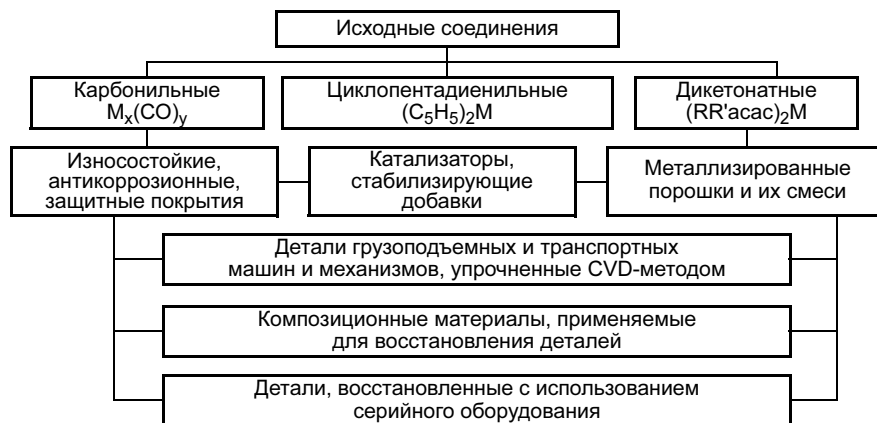 Исходные соединения
Карбонильные
Mₓ(CO)ᵧ
Циклопентадиенильные
(C₅H₅)₂M
Дикетонатные
(RR'acac)₂M
Износостойкие,
антикоррозионные,
защитные покрытия
Катализаторы,
стабилизирующие
добавки
Металлизированные
порошки и их смеси
Детали грузоподъемных и транспортных
машин и механизмов, упрочненные CVD-методом
Композиционные материалы, применяемые
для восстановления деталей
Детали, восстановленные с использованием
серийного оборудования